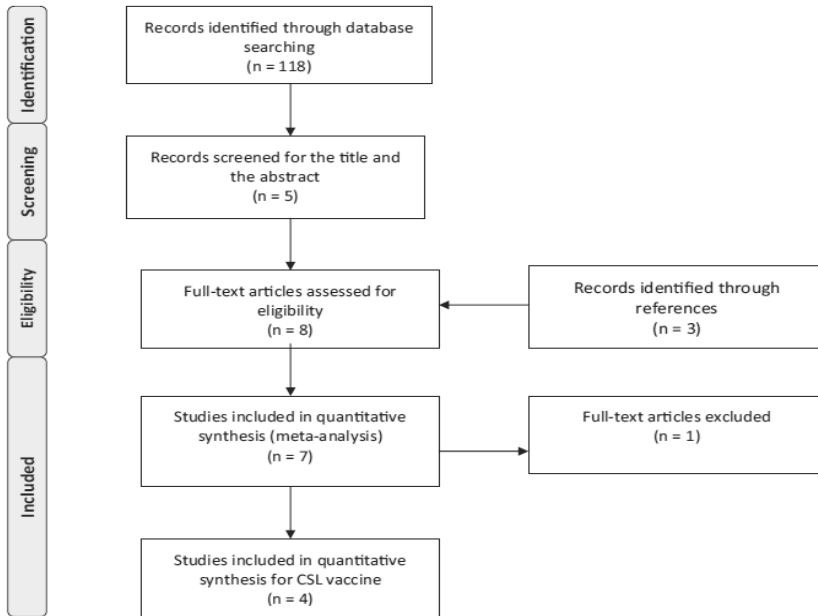 Identification
Records identified through database
searching
(n = 118)
Screening
Records screened for the title and
the abstract
(n = 5)
Eligibility
Full-text articles assessed for
eligibility
(n = 8)
Records identified through
references
(n = 3)
Included
Studies included in quantitative
synthesis (meta-analysis)
(n = 7)
Full-text articles excluded
(n = 1)
Studies included in quantitative
synthesis for CSL vaccine
(n = 4)